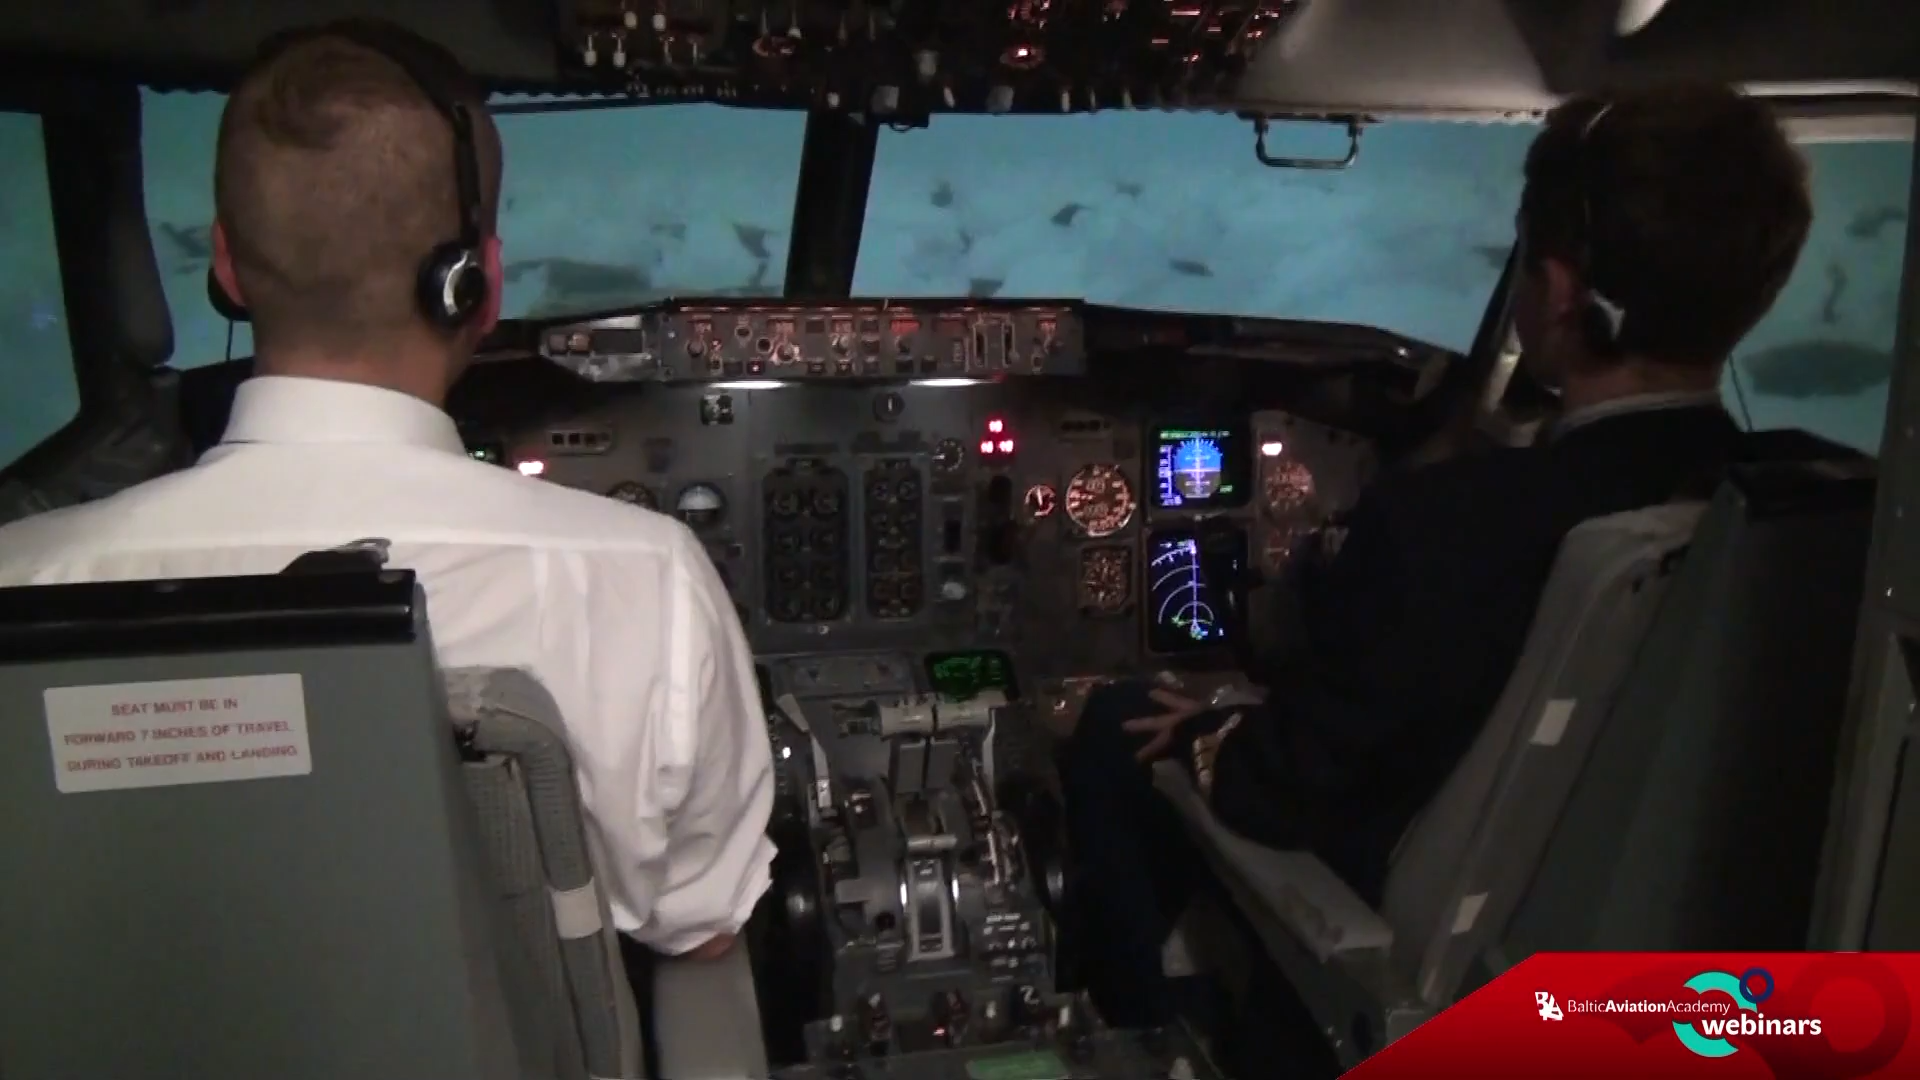 SEAT MUST BE IN
FORWARD 7 INCHES OF TRAVEL
DURING TAKEOFF AND LANDING
BalticAviationAcademy
webinars